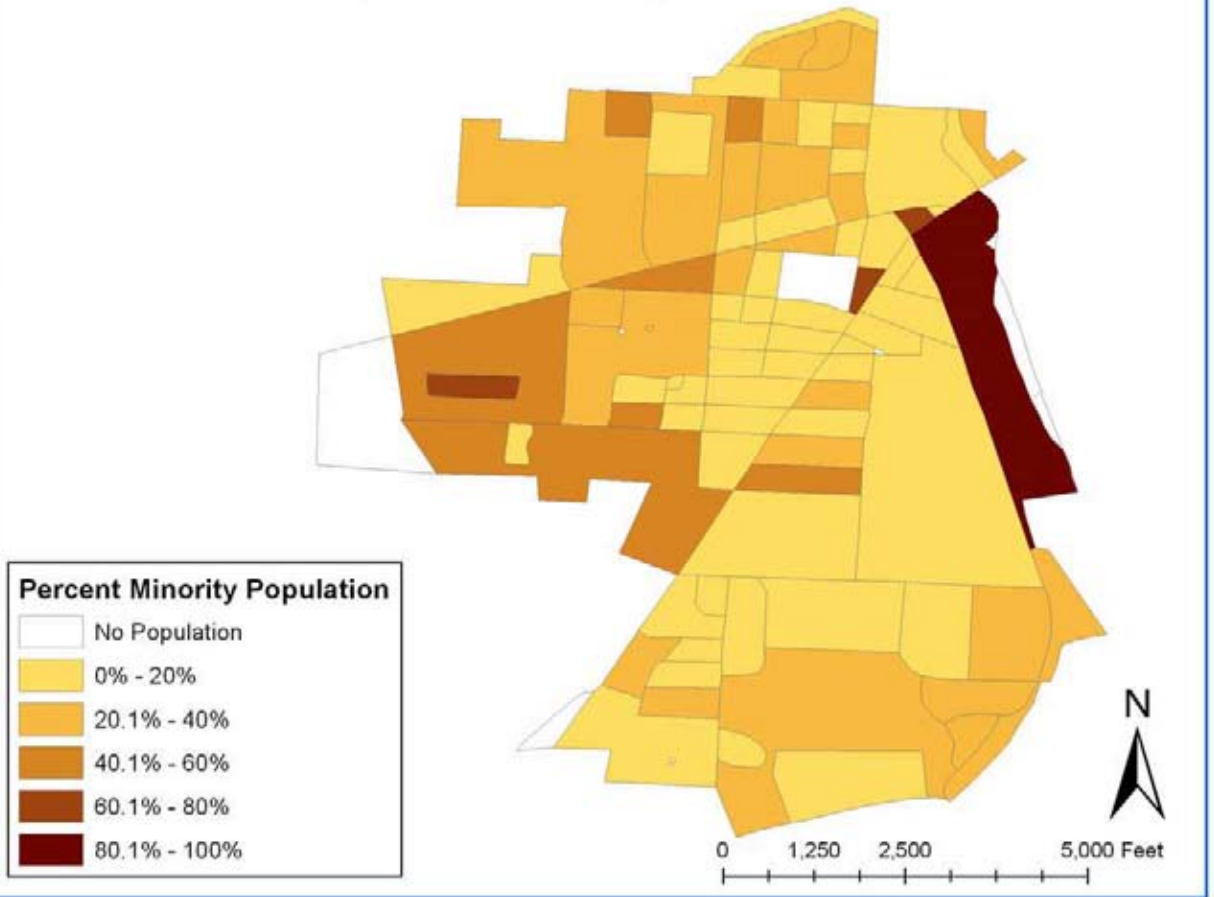 Percent Minority Population
No Population
0% - 20%
20.1% - 40%
40.1% - 60%
60.1% - 80%
80.1% - 100%
N
0 1,250 2,500 5,000 Feet